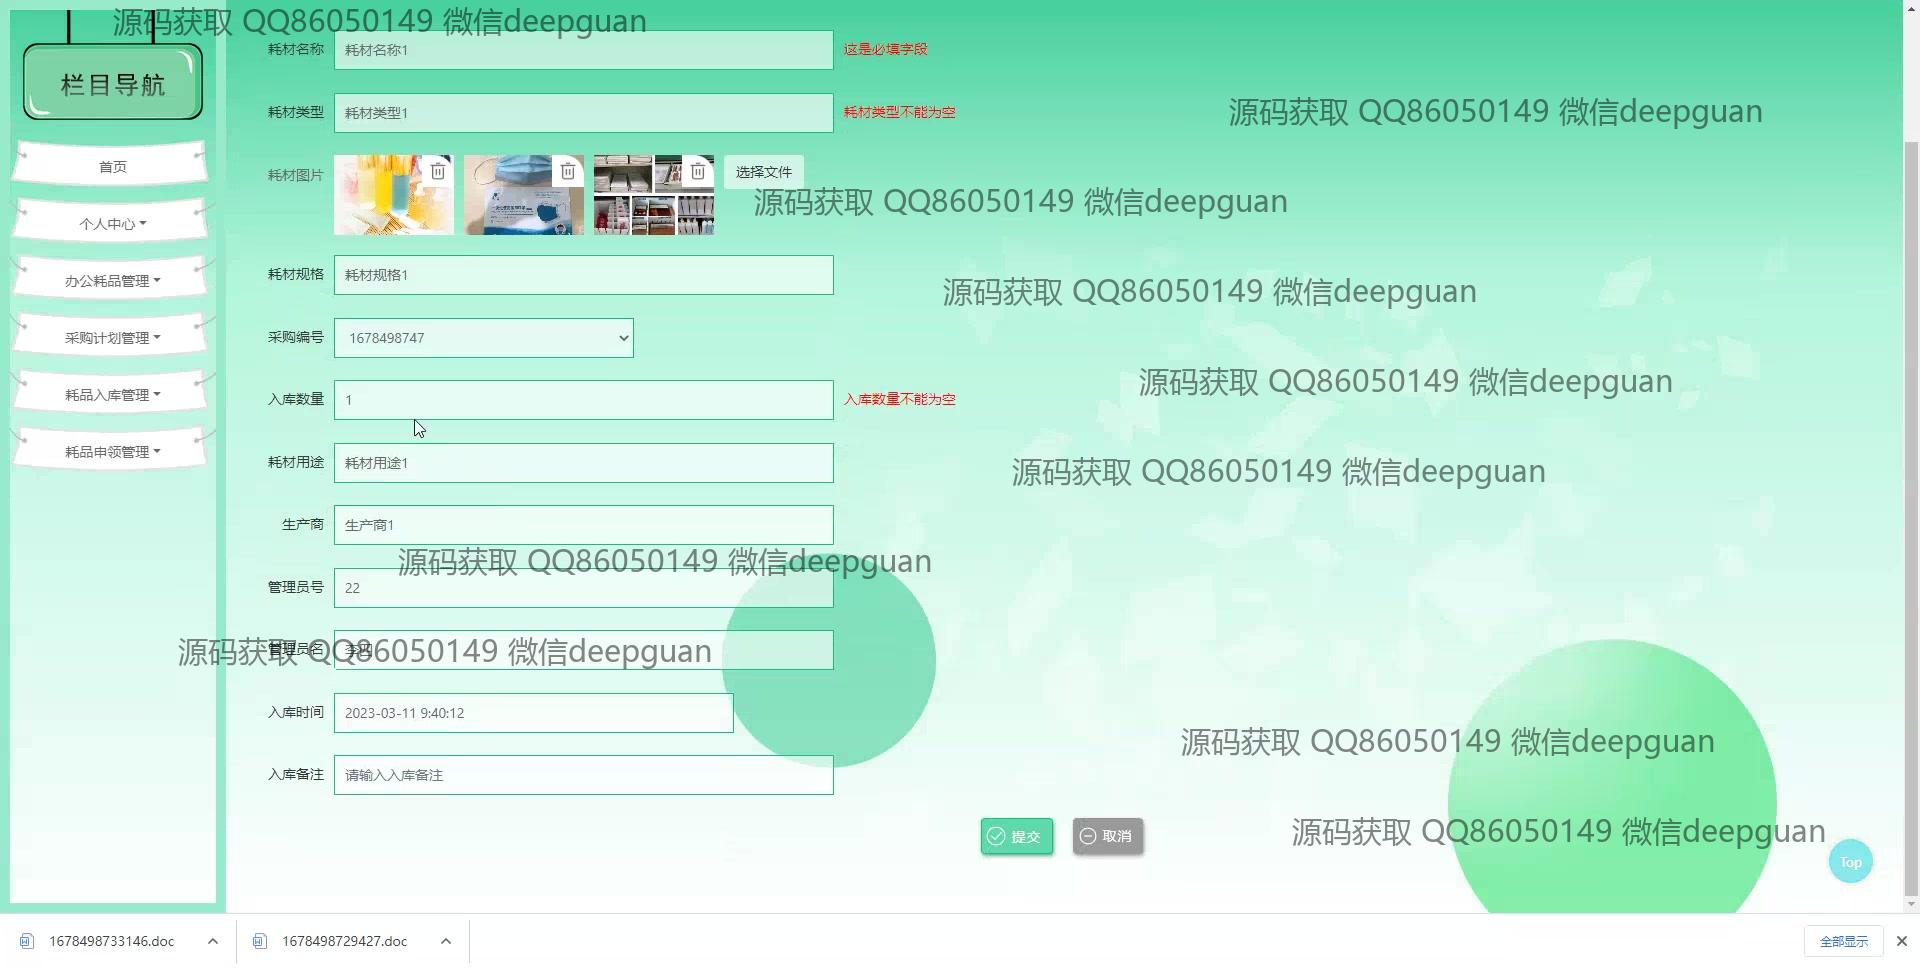 源码获取 QQ86050149 微信deepguan
耗材名称 耗材名称1 这是必填字段
栏目导航
耗材类型 耗材类型1 耗材类型不能为空
源码获取 QQ86050149 微信deepguan
首页
耗材图片 选择文件
源码获取 QQ86050149 微信deepguan
个人中心
耗材规格 耗材规格1
办公耗品管理
源码获取 QQ86050149 微信deepguan
采购计划管理
采购编号 1678498747
源码获取 QQ86050149 微信deepguan
耗品入库管理
入库数量 1 入库数量不能为空
耗品申领管理
耗材用途 耗材用途1
源码获取 QQ86050149 微信deepguan
生产商 生产商1
源码获取 QQ86050149 微信deepguan
管理员号 22
管理员名
源码获取 QQ86050149 微信deepguan
入库时间 2023-03-11 9:40:12
源码获取 QQ86050149 微信deepguan
入库备注 请输入入库备注
提交 取消
源码获取 QQ86050149 微信deepguan
Top
1678498733146.doc 1678498729427.doc 全部显示